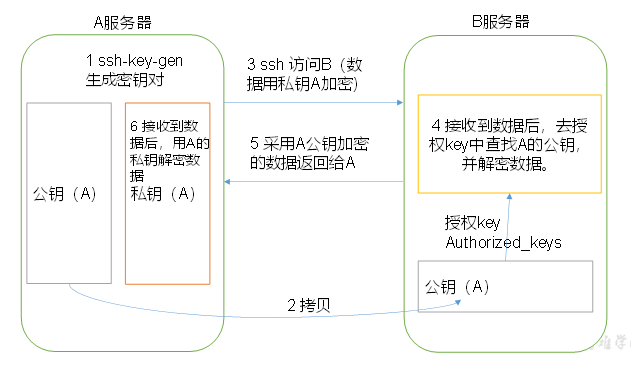 A服务器
B服务器
1 ssh-key-gen
生成密钥对
3 ssh 访问B（数
据用私钥A加密）
6 接收到数
据后，用A的
私钥解密数
据
私钥（A）
公钥（A）
5 采用A公钥加密
的数据返回给A
4 接收到数据后，去授
权key中查找A的公钥，
并解密数据。
授权key
Authorized_keys
公钥（A）
2 拷贝